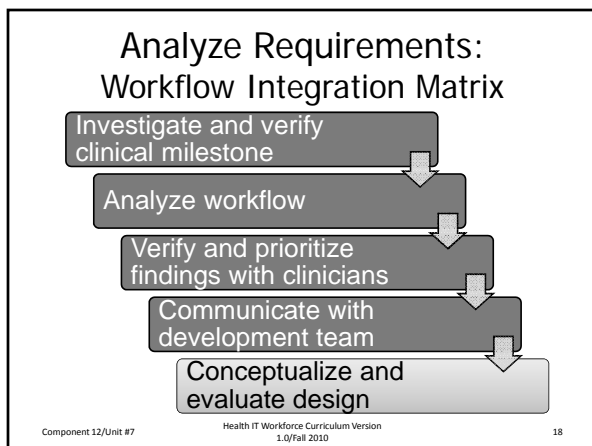 Analyze Requirements:
Workflow Integration Matrix
Investigate and verify
clinical milestone
Analyze workflow
Verify and prioritize
findings with clinicians
Communicate with
development team
Conceptualize and
evaluate design
Component 12/Unit #7
Health IT Workforce Curriculum Version
1.0/Fall 2010
18